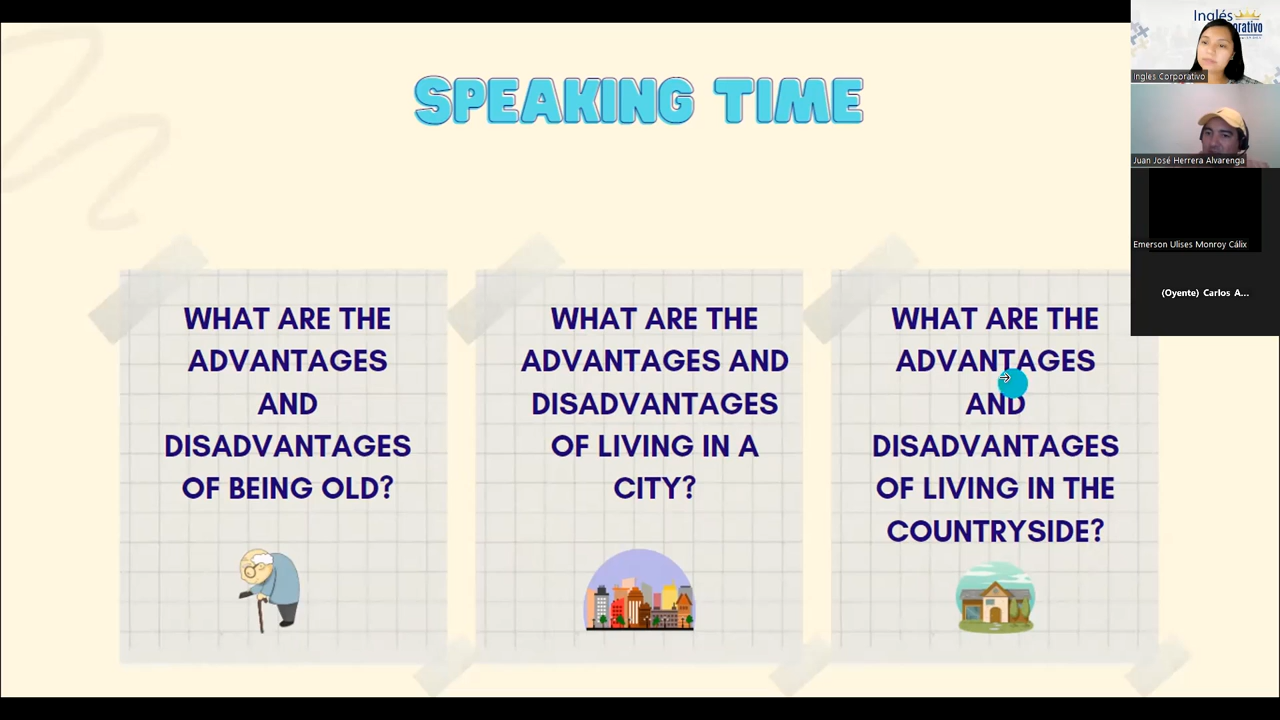 SPEAKING TIME
WHAT ARE THE
ADVANTAGES
AND
DISADVANTAGES
OF BEING OLD?
WHAT ARE THE
ADVANTAGES AND
DISADVANTAGES
OF LIVING IN A
CITY?
WHAT ARE THE
ADVANTAGES
AND
DISADVANTAGES
OF LIVING IN THE
COUNTRYSIDE?
Inglés
Ingles Corporativo
Juan José Herrera Alvarenga
Emerson Ulises Monroy Cálix
(Oyente) Carlos A...